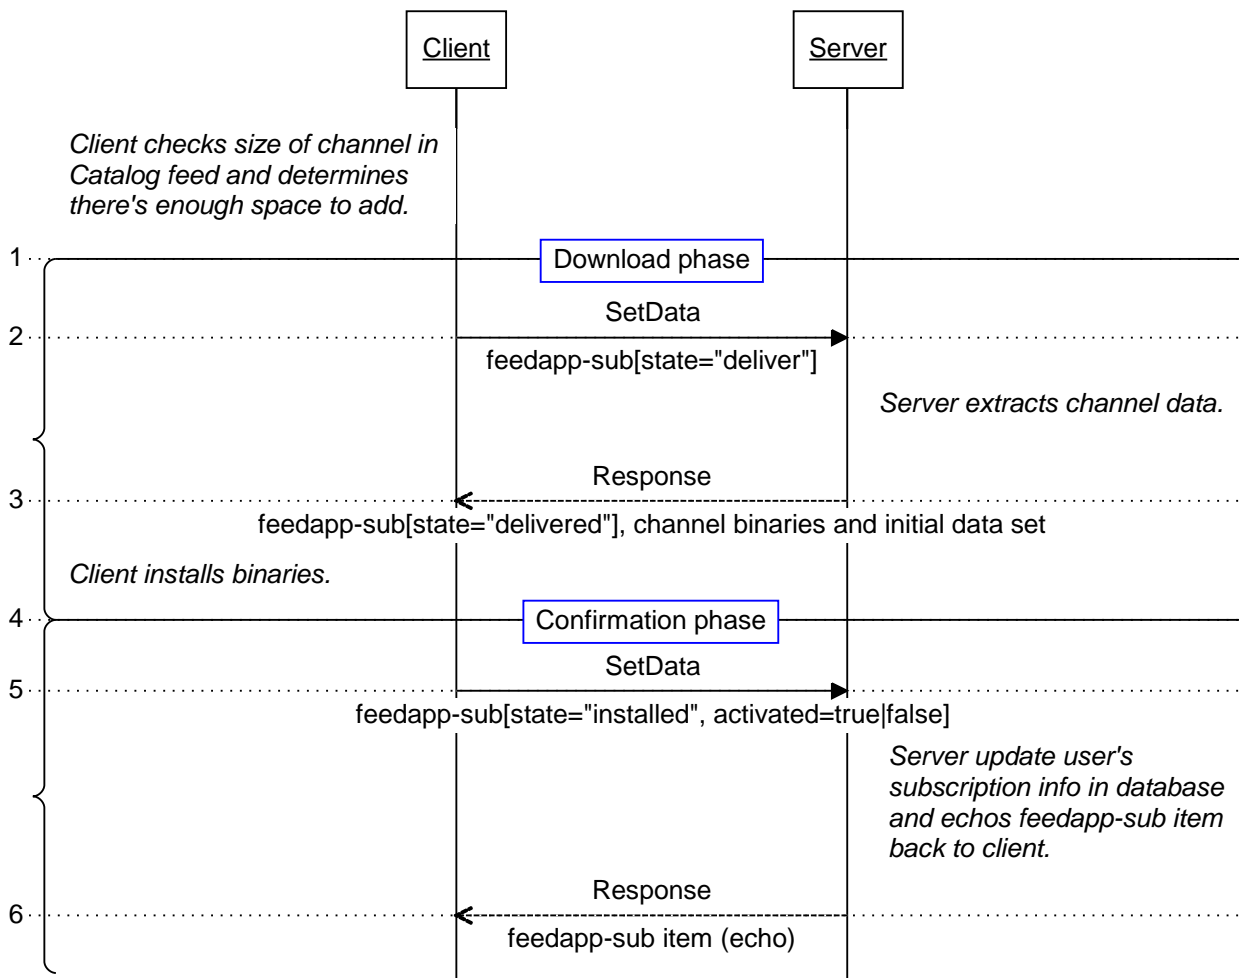 Client
Server
Client checks size of channel in
Catalog feed and determines
there's enough space to add.
1
Download phase
SetData
2
feedapp-sub[state="deliver"]
Server extracts channel data.
Response
3
feedapp-sub[state="delivered"], channel binaries and initial data set
Client installs binaries.
4
Confirmation phase
SetData
5
feedapp-sub[state="installed", activated=true|false]
Server update user's
subscription info in database
and echos feedapp-sub item
back to client.
Response
6
feedapp-sub item (echo)